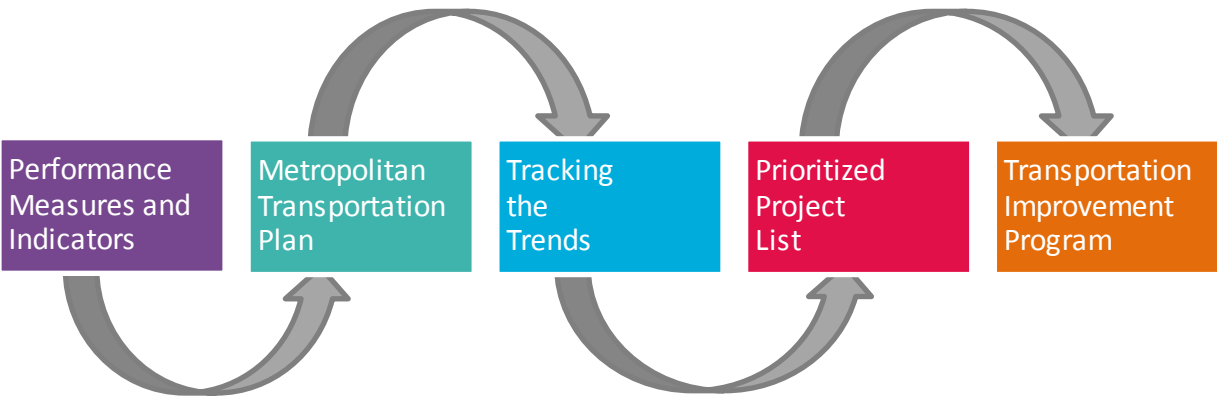 Performance
Measures and
Indicators
Metropolitan
Transportation
Plan
Tracking
the
Trends
Prioritized
Project
List
Transportation
Improvement
Program